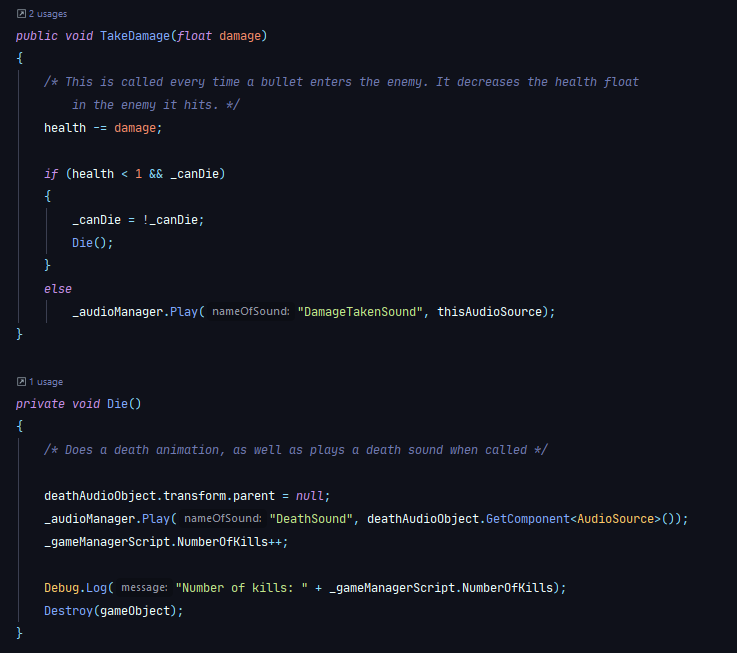 2 usages
public void TakeDamage(float damage)
{
/* This is called every time a bullet enters the enemy. It decreases the health float
in the enemy it hits. */
health -= damage;
if (health < 1 && _canDie)
{
_canDie = !_canDie;
Die();
}
else
_audioManager.Play( nameOfSound: "DamageTakenSound", thisAudioSource);
}
1 usage
private void Die()
{
/* Does a death animation, as well as plays a death sound when called */
deathAudioObject.transform.parent = null;
_audioManager.Play( nameOfSound: "DeathSound", deathAudioObject.GetComponent<AudioSource>());
_gameManagerScript.NumberOfKills++;
Debug.Log( message: "Number of kills: " + _gameManagerScript.NumberOfKills);
Destroy(gameObject);
}